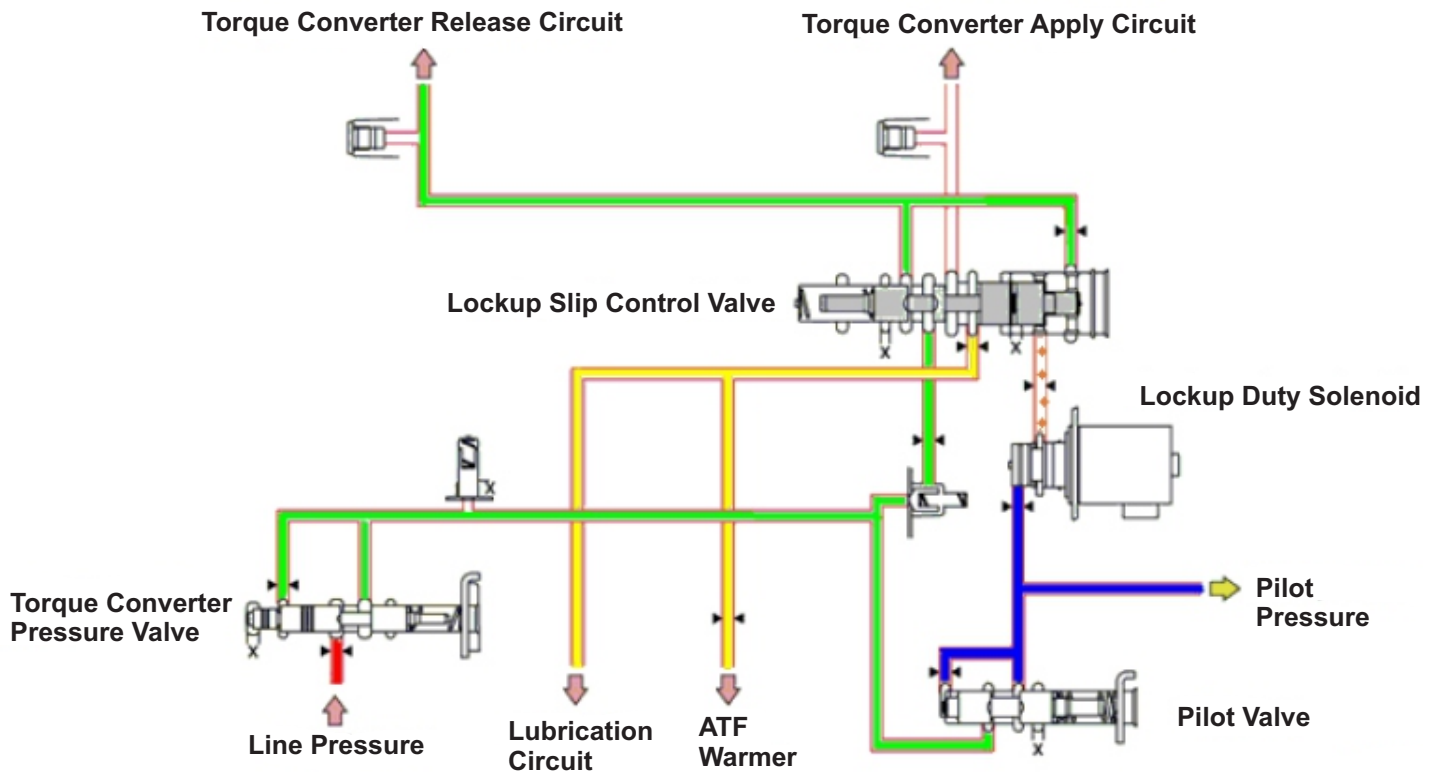 Torque Converter Release Circuit
Torque Converter Apply Circuit
Lockup Slip Control Valve
X
X
Lockup Duty Solenoid
X
Torque Converter
Pressure Valve
X
Pilot
Pressure
Line Pressure
Lubrication
Circuit
ATF
Warmer
Pilot Valve
X